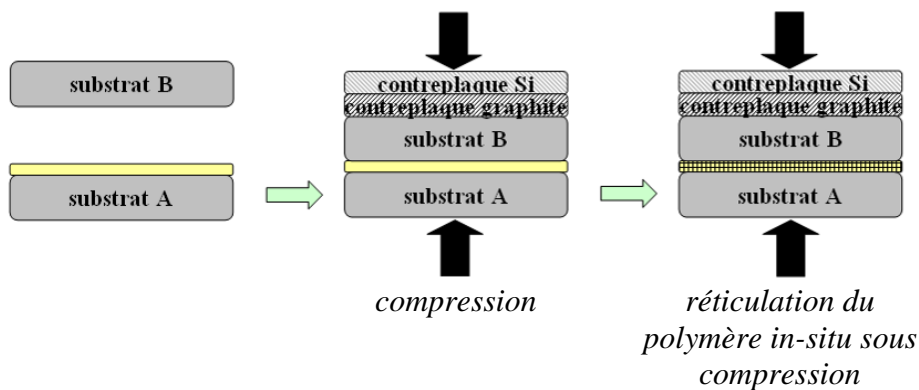 substrat B
substrat A
contreplaque Si
contreplaque graphite
substrat B
substrat A
compression
contreplaque Si
contreplaque graphite
substrat B
substrat A
réticulation du
polymère in-situ sous
compression